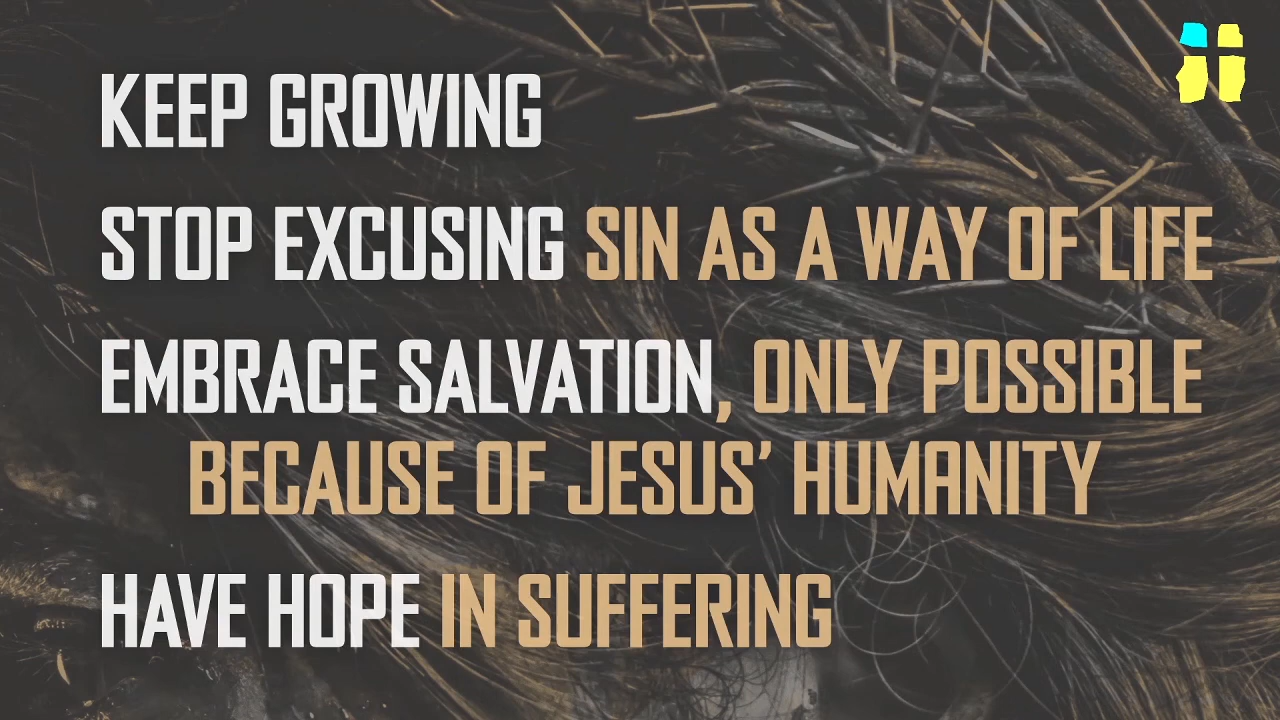 KEEP GROWING
STOP EXCUSING SIN AS A WAY OF LIFE
EMBRACE SALVATION, ONLY POSSIBLE
BECAUSE OF JESUS’ HUMANITY
HAVE HOPE IN SUFFERING